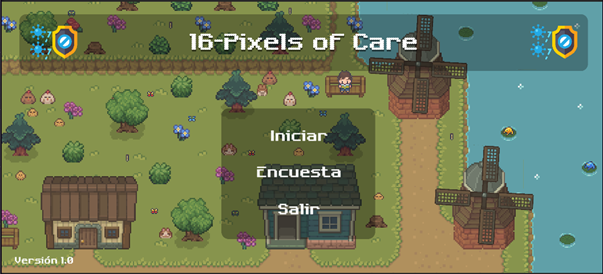 16-Pixels of Care
Iniciar
Encuesta
Salir
Versión 1.0